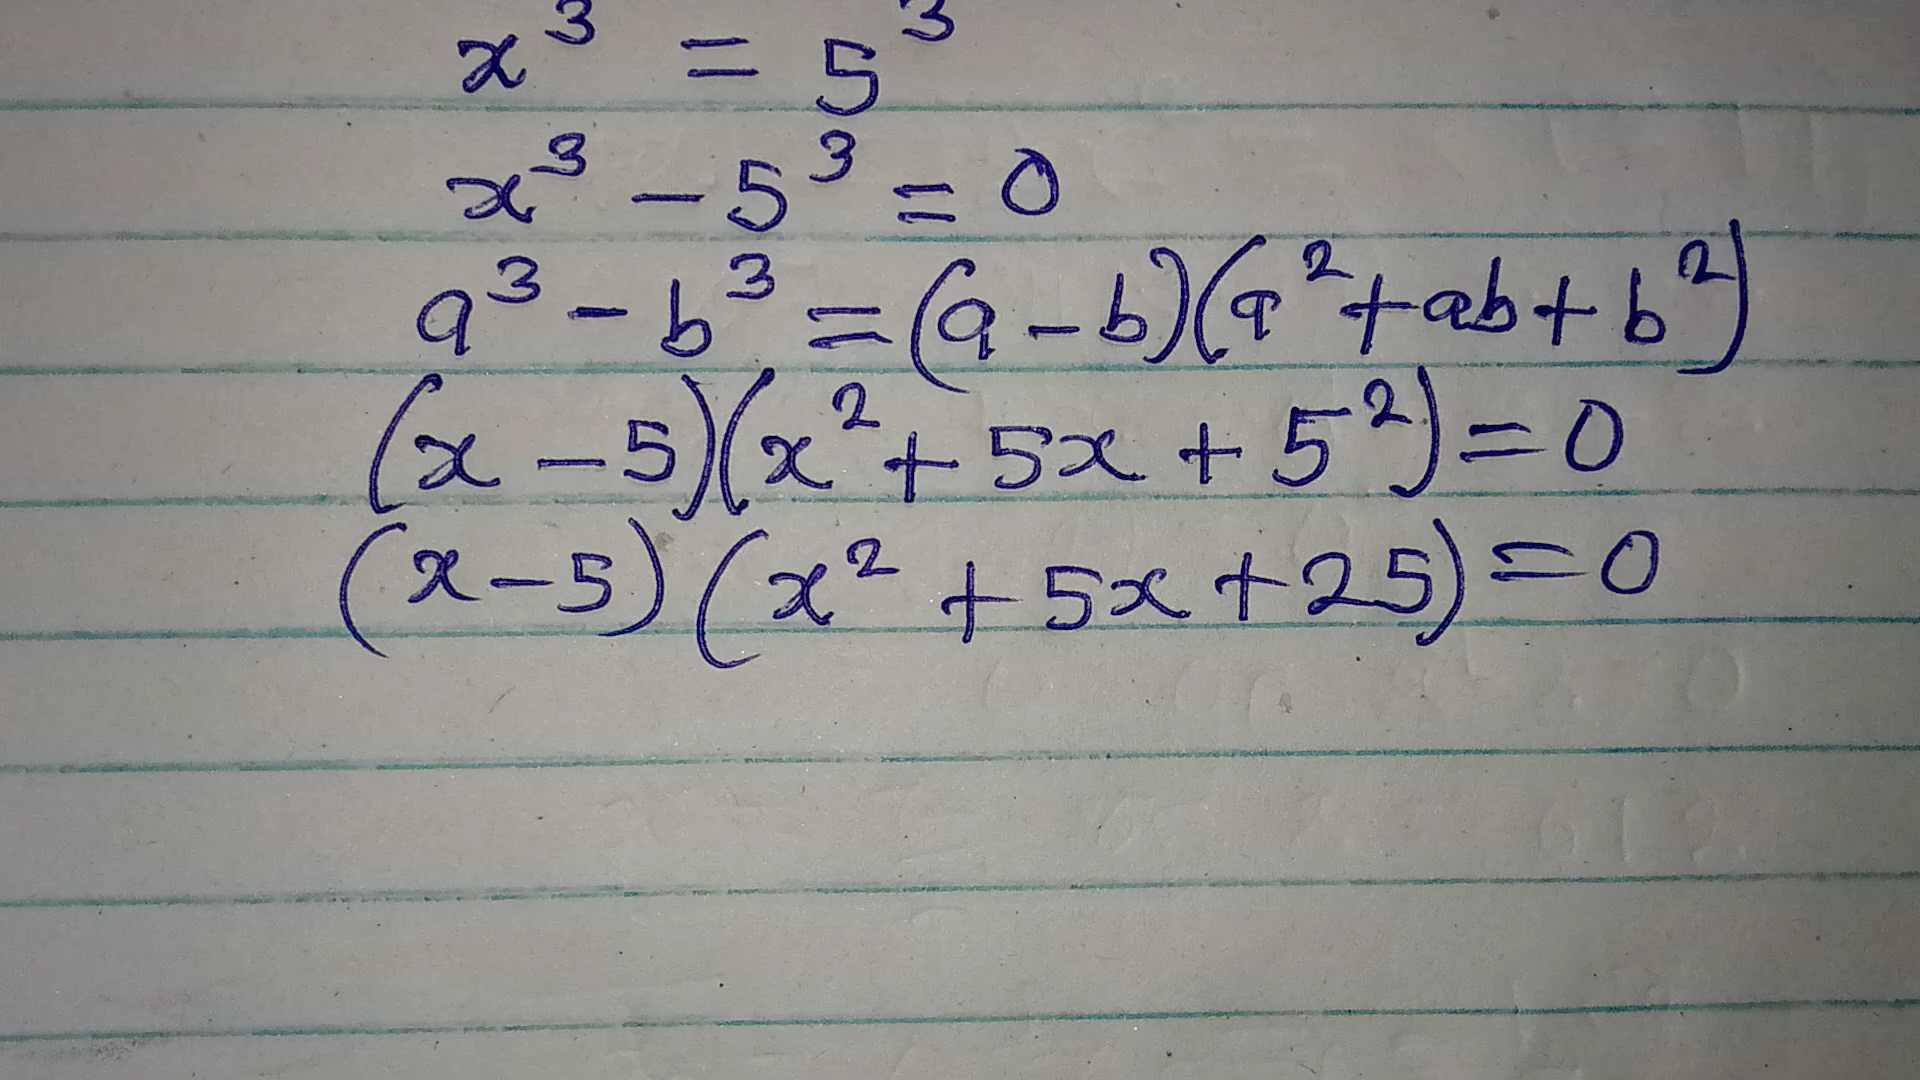 x³ = 5³
x³ - 5³ = 0
a³ - b³ = (a - b)(a² + ab + b²)
(x - 5)(x² + 5x + 5²) = 0
(x - 5)(x² + 5x + 25) = 0